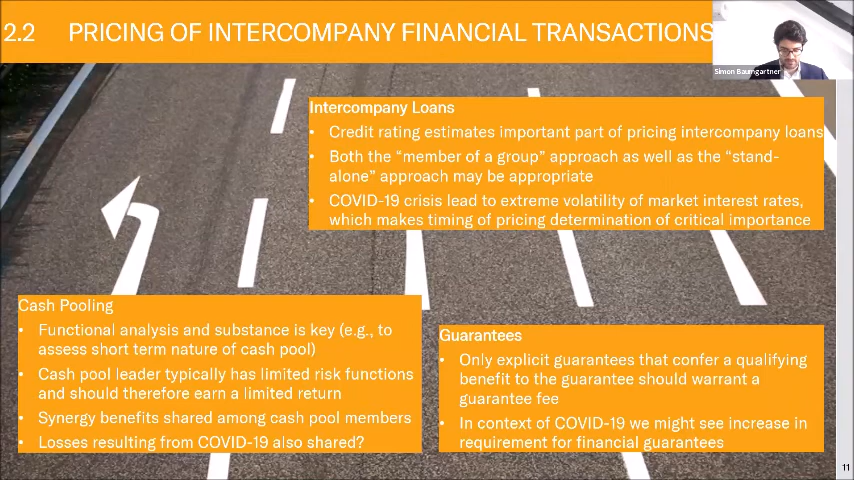 2.2 PRICING OF INTERCOMPANY FINANCIAL TRANSACTIONS
Simon Baumgartner
Intercompany Loans
• Credit rating estimates important part of pricing intercompany loans
• Both the “member of a group” approach as well as the “stand-
alone” approach may be appropriate
• COVID-19 crisis lead to extreme volatility of market interest rates,
which makes timing of pricing determination of critical importance
Cash Pooling
• Functional analysis and substance is key (e.g., to
assess short term nature of cash pool)
• Cash pool leader typically has limited risk functions
and should therefore earn a limited return
• Synergy benefits shared among cash pool members
• Losses resulting from COVID-19 also shared?
Guarantees
• Only explicit guarantees that confer a qualifying
benefit to the guarantee should warrant a
guarantee fee
• In context of COVID-19 we might see increase in
requirement for financial guarantees
11